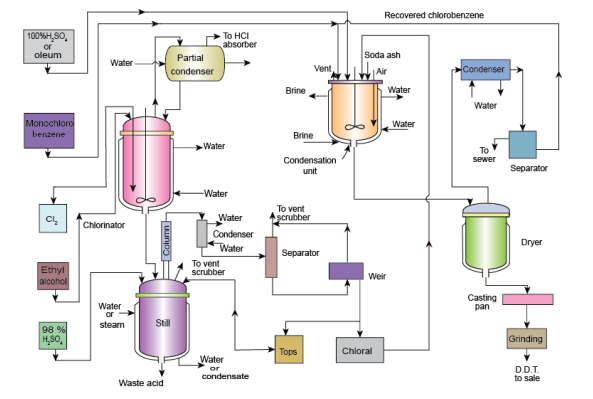 Recovered chlorobenzene
100%H₂SO₄
or
oleum
To HCl
absorber
Water
Partial
condenser
Soda ash
Vent
Air
Condenser
Brine
Water
Water
Monochloro
benzene
Water
Brine
Water
To
sewer
Separator
Condensation
unit
Water
Cl₂
Chlorinator
Water
Column
Condenser
Water
To vent
scrubber
Separator
Dryer
Ethyl
alcohol
To vent
scrubber
Weir
Casting
pan
Water
or
steam
Still
98 %
H₂SO₄
Tops
Chloral
Grinding
Water
or
condensate
Waste acid
D.D.T.
to sale